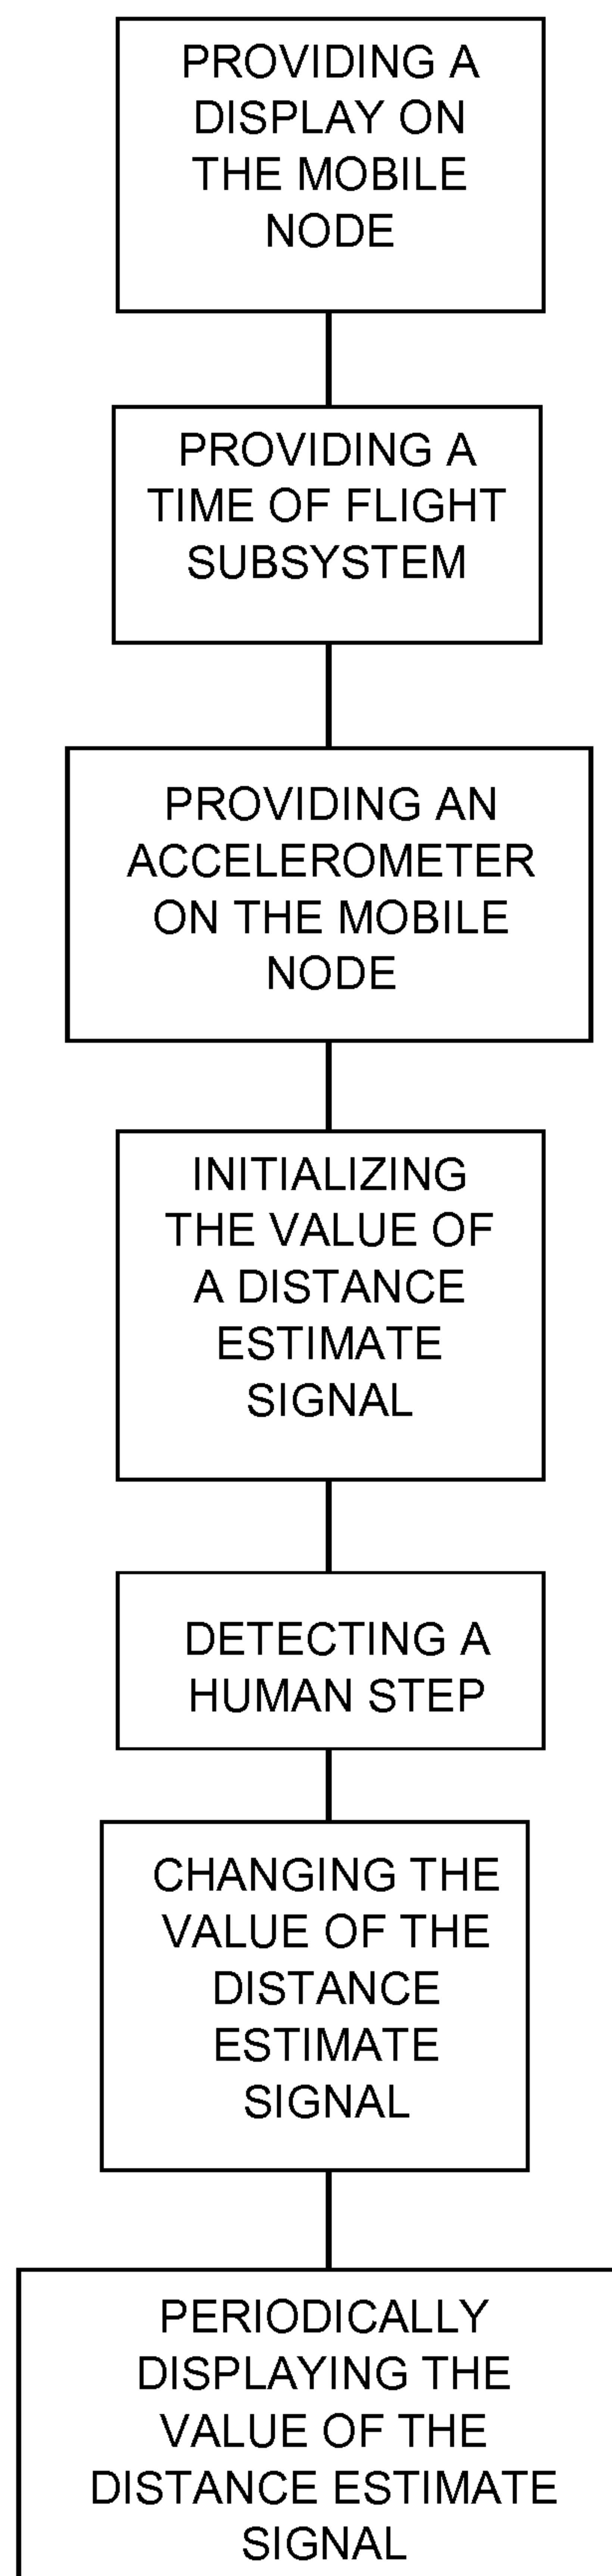 PROVIDING A
DISPLAY ON
THE MOBILE
NODE
PROVIDING A
TIME OF FLIGHT
SUBSYSTEM
PROVIDING AN
ACCELEROMETER
ON THE MOBILE
NODE
INITIALIZING
THE VALUE OF
A DISTANCE
ESTIMATE
SIGNAL
DETECTING A
HUMAN STEP
CHANGING THE
VALUE OF THE
DISTANCE
ESTIMATE
SIGNAL
PERIODICALLY
DISPLAYING THE
VALUE OF THE
DISTANCE ESTIMATE
SIGNAL